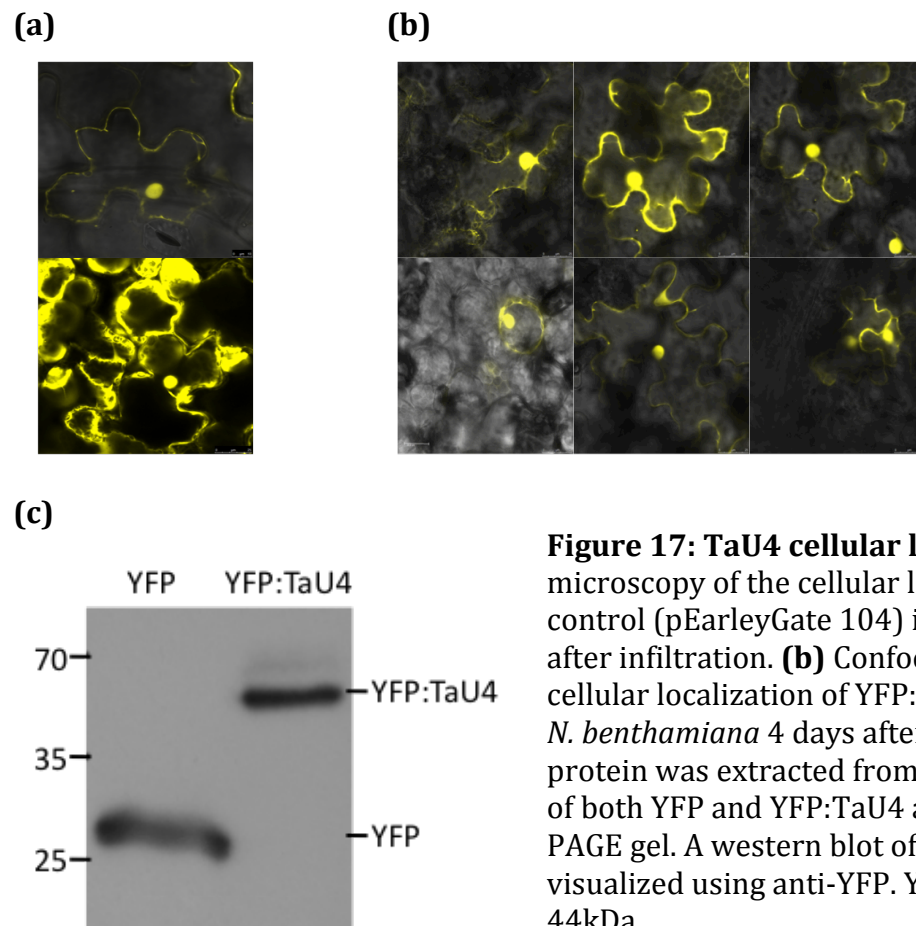 (a)
(b)
(c)
YFP YFP:TaU4
70
YFP:TaU4
35
YFP
25
Figure 17: TaU4 cellular l
microscopy of the cellular l
control (pEarleyGate 104) i
after infiltration. (b) Confoc
cellular localization of YFP:
N. benthamiana 4 days after
protein was extracted from
of both YFP and YFP:TaU4 a
PAGE gel. A western blot of
visualized using anti-YFP. Y
44kDa